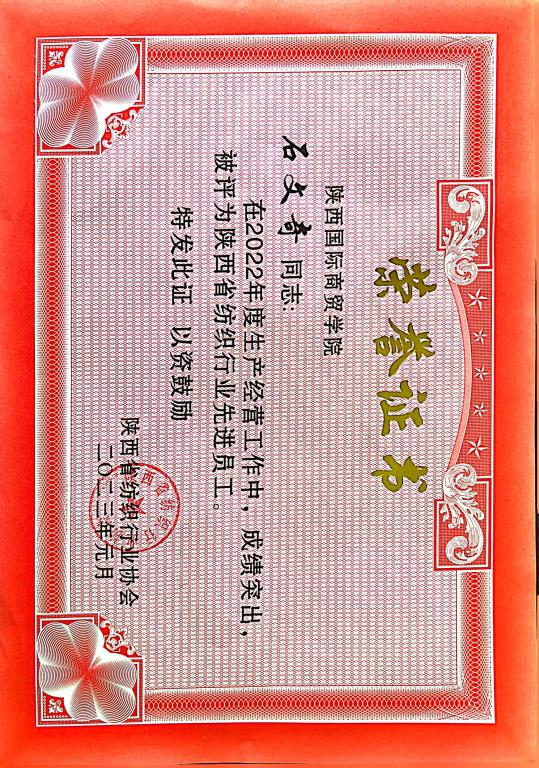 荣誉证书
陕西国际商贸学院
石文奇 同志:
在2022年度生产经营工作中，成绩突出，
被评为陕西省纺织行业先进员工。
特发此证 以资鼓励
陕西省纺织行业协会
二〇二三年元月